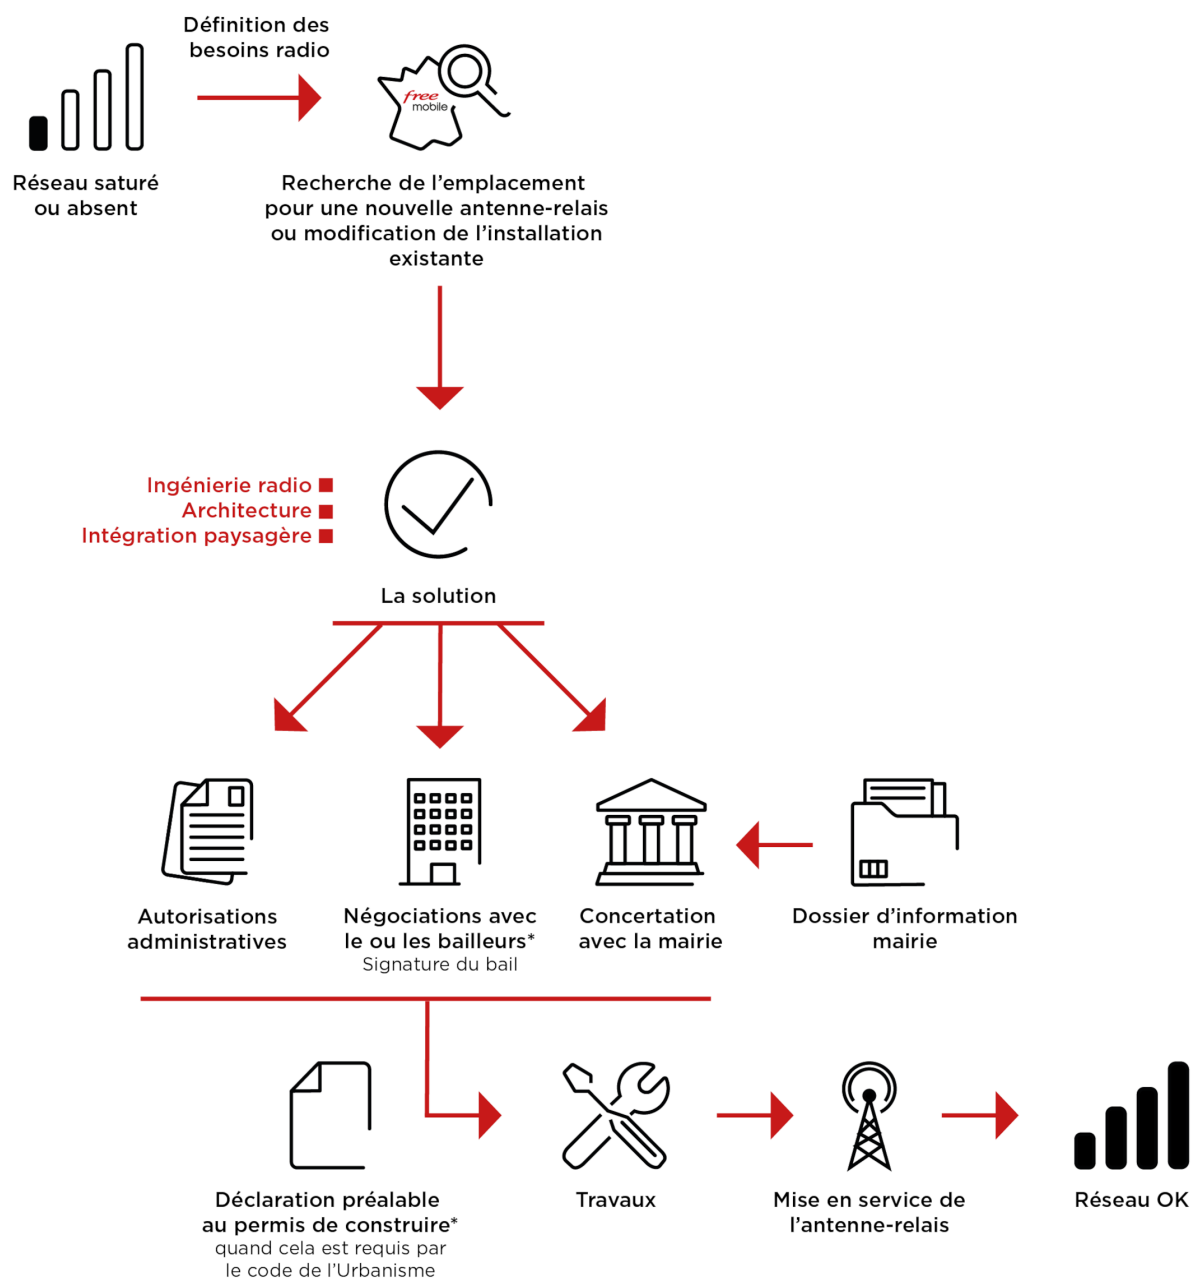 Définition des
besoins radio
free
mobile
Réseau saturé
ou absent
Recherche de l’emplacement
pour une nouvelle antenne-relais
ou modification de l’installation
existante
Ingénierie radio
Architecture
Intégration paysagère
La solution
Autorisations
administratives
Négociations avec
le ou les bailleurs*
Signature du bail
Concertation
avec la mairie
Dossier d’information
mairie
Déclaration préalable
au permis de construire*
quand cela est requis par
le code de l’Urbanisme
Travaux
Mise en service de
l’antenne-relais
Réseau OK